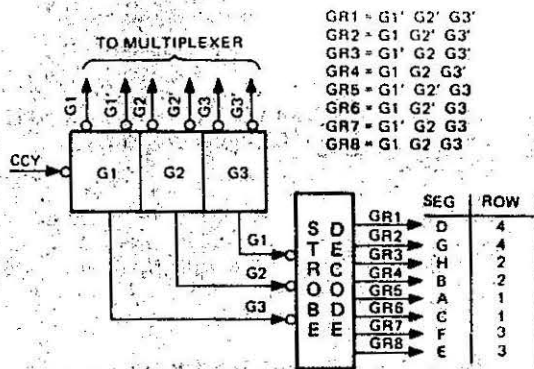 GR1 = G1' G2' G3'
GR2 = G1 G2' G3'
GR3 = G1' G2 G3'
GR4 = G1 G2 G3'
GR5 = G1' G2' G3
GR6 = G1 G2' G3
GR7 = G1' G2 G3
GR8 = G1 G2 G3
TO MULTIPLEXER
G1 G1' G2 G2' G3 G3'
CCY
G1 G2 G3
G1
G2
G3
STROBE
DECODE
SEG ROW
GR1 D 4
GR2 G 4
GR3 H 2
GR4 B 2
GR5 A 1
GR6 C 1
GR7 F 3
GR8 E 3